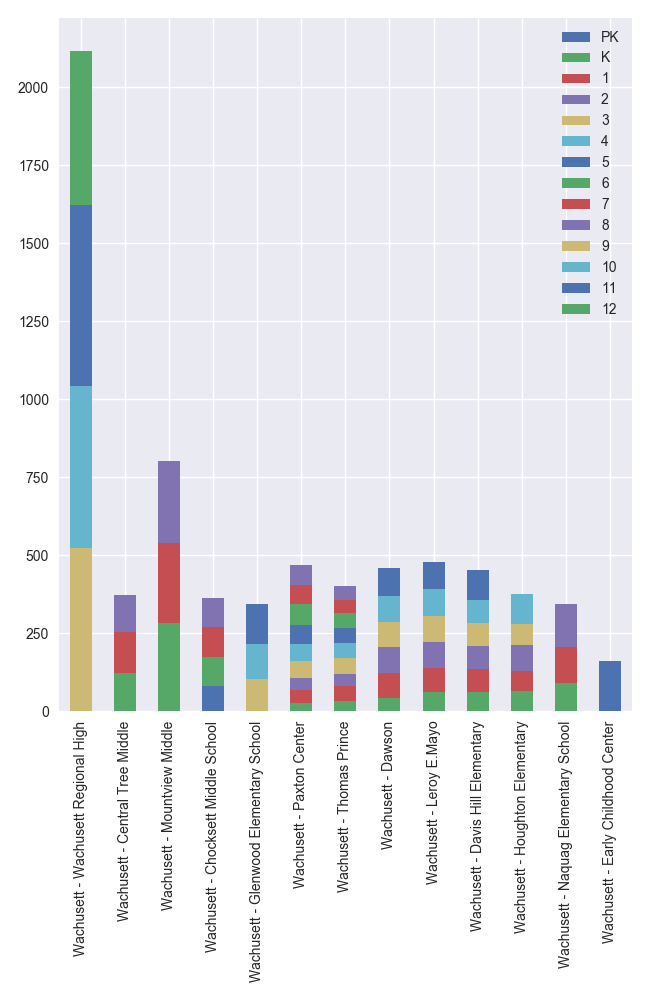 2000
1750
1500
1250
1000
750
500
250
0
PK
K
1
2
3
4
5
6
7
8
9
10
11
12
Wachusett - Wachusett Regional High
Wachusett - Central Tree Middle
Wachusett - Mountview Middle
Wachusett - Chocksett Middle School
Wachusett - Glenwood Elementary School
Wachusett - Paxton Center
Wachusett - Thomas Prince
Wachusett - Dawson
Wachusett - Leroy E.Mayo
Wachusett - Davis Hill Elementary
Wachusett - Houghton Elementary
Wachusett - Naquag Elementary School
Wachusett - Early Childhood Center